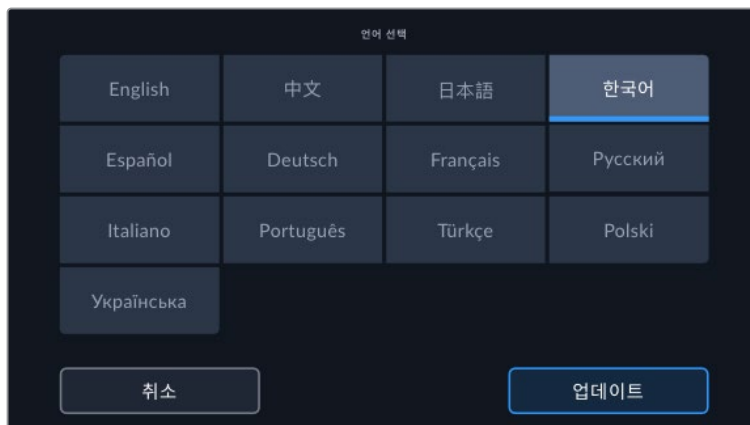 언어 선택
English 中文 日本語 한국어
Español Deutsch Français Русский
Italiano Português Türkçe Polski
Українська
취소 업데이트